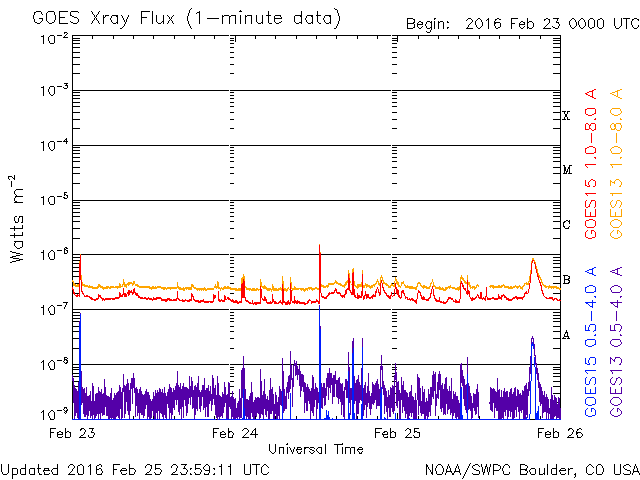 GOES Xray Flux (1-minute data)
Begin: 2016 Feb 23 0000 UTC
10⁻²
10⁻³
10⁻⁴
10⁻⁵
10⁻⁶
10⁻⁷
10⁻⁸
10⁻⁹
Watts m⁻²
X
M
C
B
A
GOES15 1.0-8.0 A
GOES13 1.0-8.0 A
GOES15 0.5-4.0 A
GOES13 0.5-4.0 A
Feb 23
Feb 24
Feb 25
Feb 26
Universal Time
Updated 2016 Feb 25 23:59:11 UTC
NOAA/SWPC Boulder, CO USA